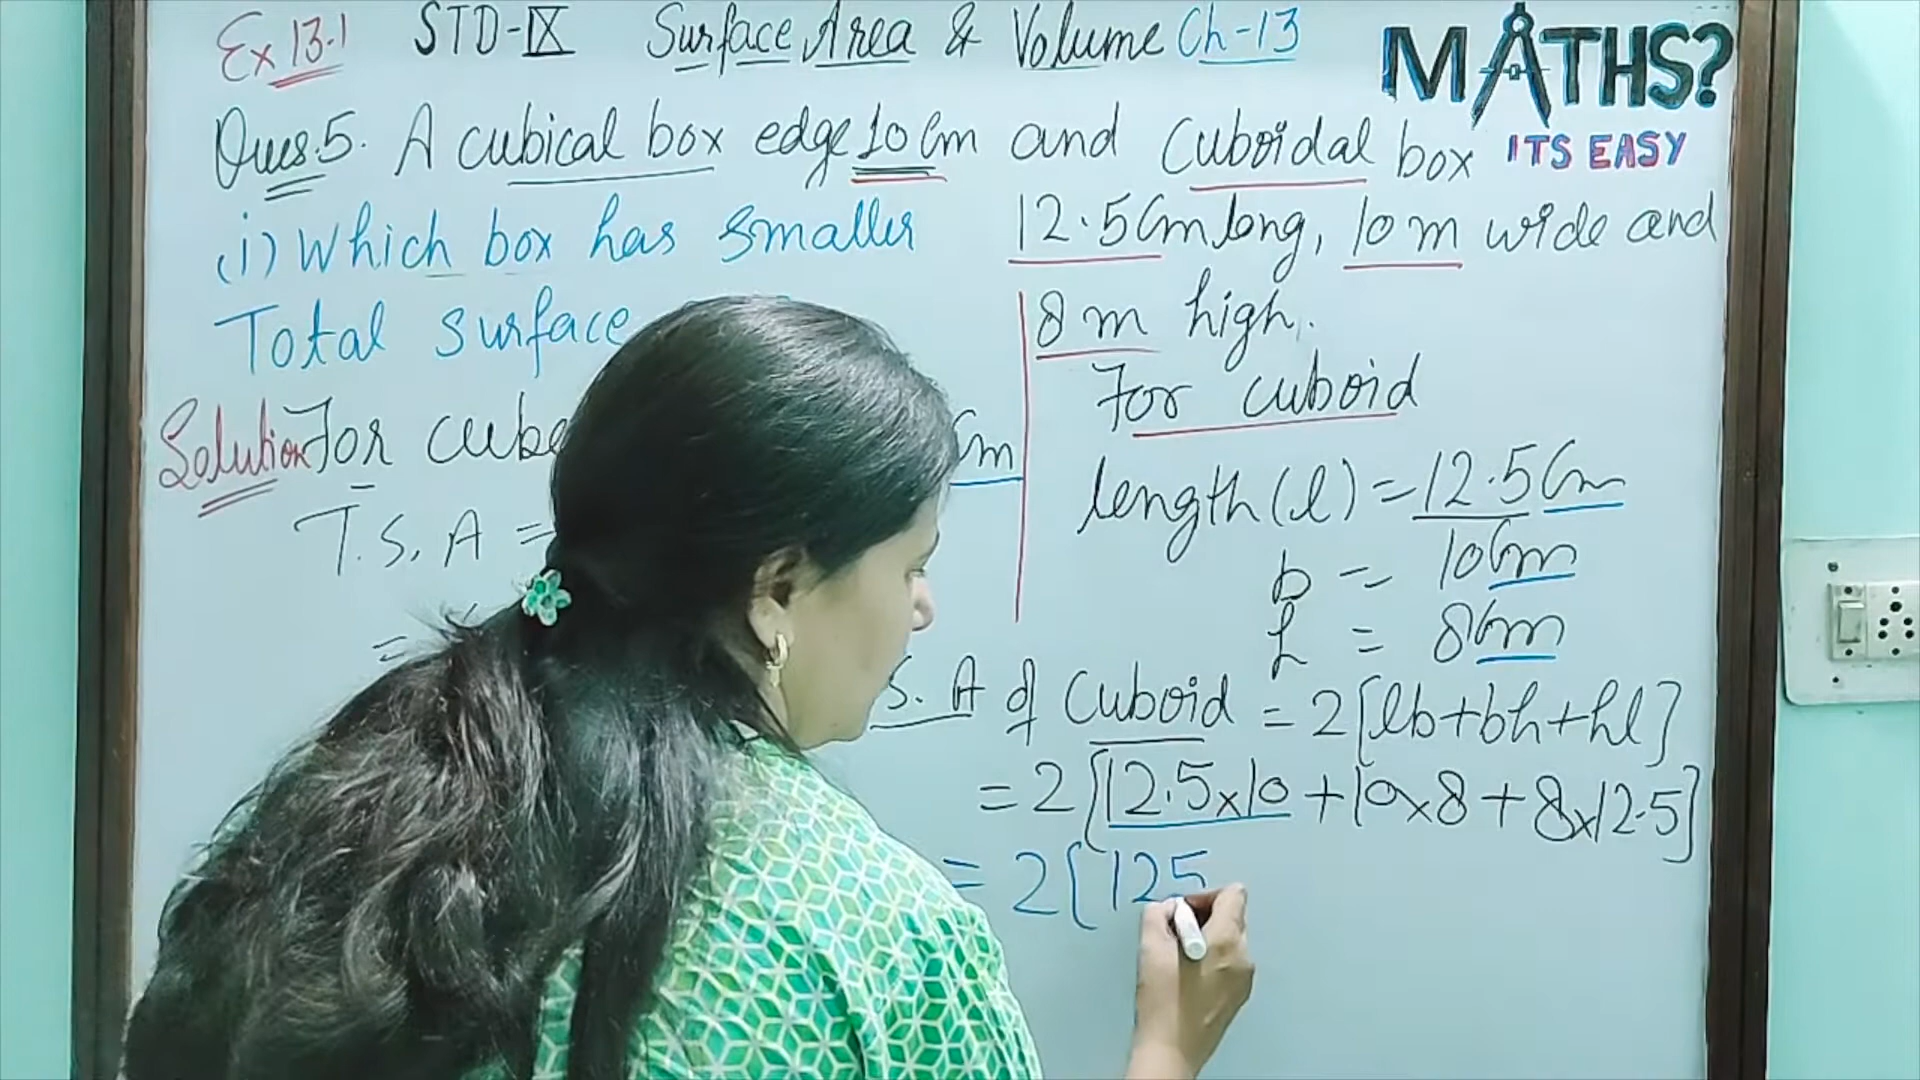 Ex 13.1 STD-IX Surface Area & Volume Ch-13
MATHS?
ITS EASY
Ques.5. A cubical box edge 10 Cm and Cuboidal box
12.5 Cm long, 10 m wide and
8 m high.
(i) Which box has smaller
Total surface
Solution For cube
Cm
T.S.A =
=
For cuboid
length (l) = 12.5 Cm
b = 10 Cm
h = 8 Cm
S.A of Cuboid = 2[lb+bh+hl]
= 2[12.5×10+10×8+8×12.5]
= 2[125